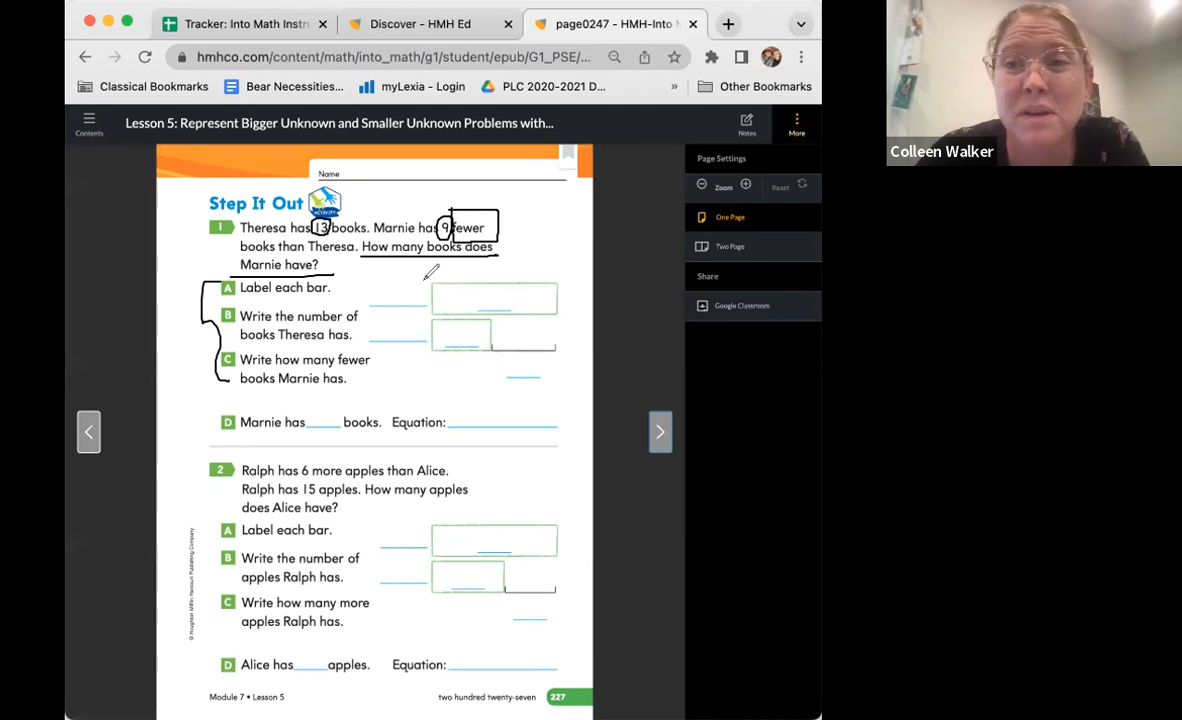 Tracker: Into Math Instr
Discover - HMH Ed
page0247 - HMH-Into
hmhco.com/content/math/into_math/g1/student/epub/G1_PSE/...
Classical Bookmarks
Bear Necessities...
myLexia - Login
PLC 2020-2021 D...
»
Other Bookmarks
Contents
Lesson 5: Represent Bigger Unknown and Smaller Unknown Problems with...
Notes
More
Colleen Walker
Page Settings
Zoom
Reset
One Page
Two Page
Share
Google Classroom
Name
Step It Out
ACTIVITY
1 Theresa has 13 books. Marnie has 9 fewer
books than Theresa. How many books does
Marnie have?
A Label each bar.
B Write the number of
books Theresa has.
C Write how many fewer
books Marnie has.
D Marnie has books. Equation:
2 Ralph has 6 more apples than Alice.
Ralph has 15 apples. How many apples
does Alice have?
A Label each bar.
B Write the number of
apples Ralph has.
C Write how many more
apples Ralph has.
D Alice has apples. Equation:
© Houghton Mifflin Harcourt Publishing Company
Module 7 • Lesson 5
two hundred twenty-seven 227